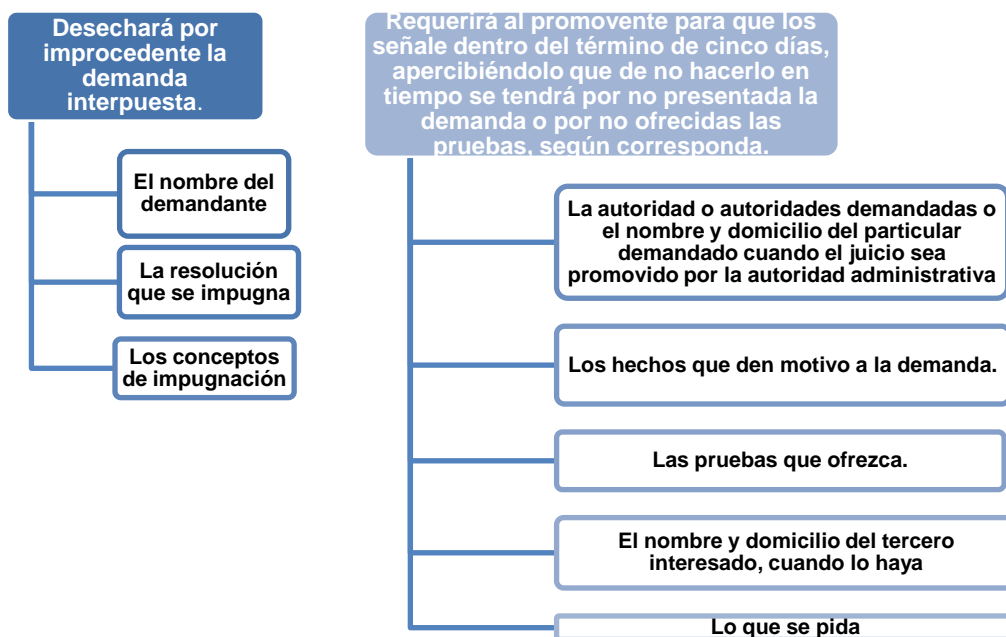 Desechará por
improcedente la
demanda
interpuesta.
El nombre del
demandante
La resolución
que se impugna
Los conceptos
de impugnación
Requerirá al promovente para que los
señale dentro del término de cinco días,
apercibiéndolo que de no hacerlo en
tiempo se tendrá por no presentada la
demanda o por no ofrecidas las
pruebas, según corresponda.
La autoridad o autoridades demandadas o
el nombre y domicilio del particular
demandado cuando el juicio sea
promovido por la autoridad administrativa
Los hechos que den motivo a la demanda.
Las pruebas que ofrezca.
El nombre y domicilio del tercero
interesado, cuando lo haya
Lo que se pida